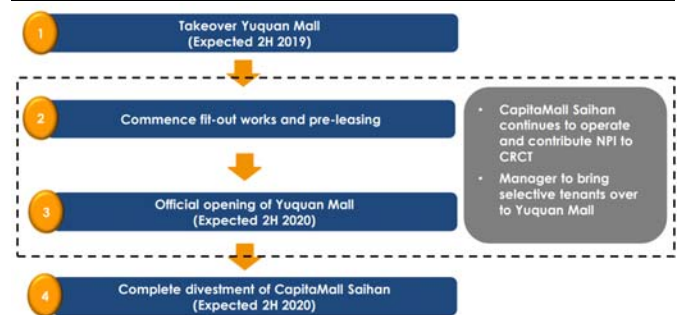 1
Takeover Yuquan Mall
(Expected 2H 2019)
2
Commence fit-out works and pre-leasing
• CapitaMall Saihan
continues to operate
and contribute NPI to
CRCT
• Manager to bring
selective tenants over
to Yuquan Mall
3
Official opening of Yuquan Mall
(Expected 2H 2020)
4
Complete divestment of CapitaMall Saihan
(Expected 2H 2020)